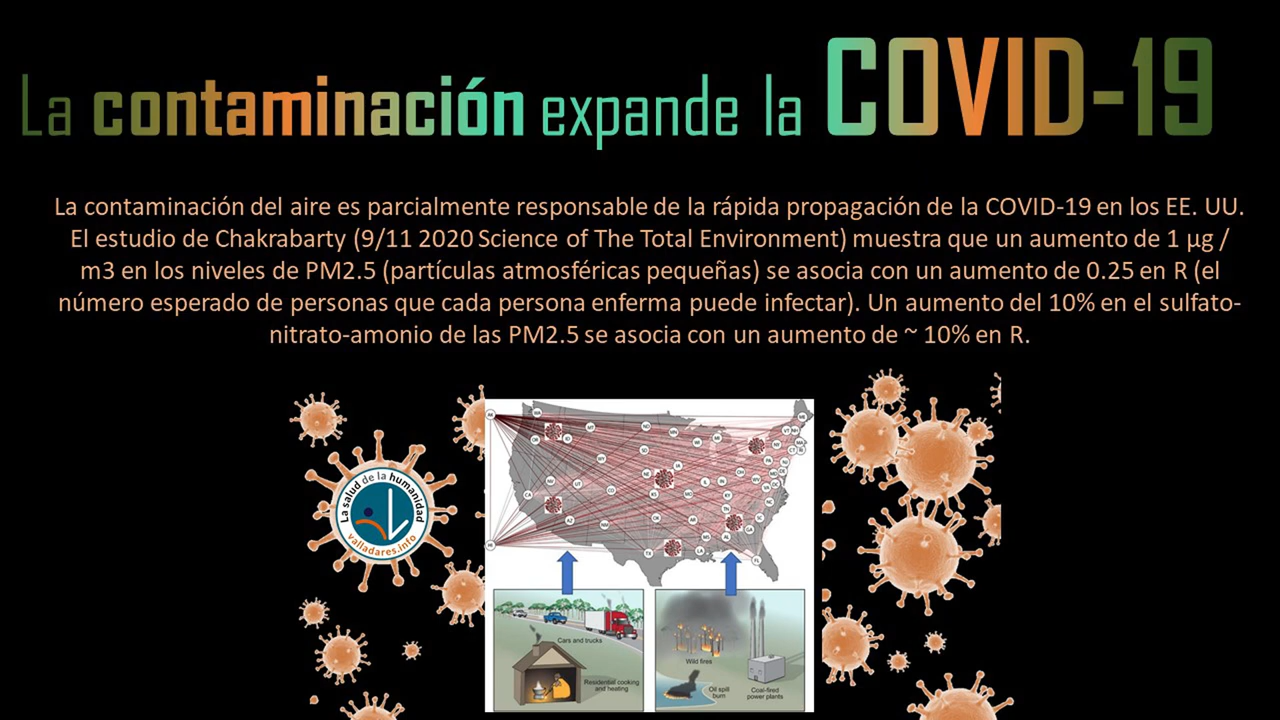 La contaminación expande la COVID-19
La contaminación del aire es parcialmente responsable de la rápida propagación de la COVID-19 en los EE. UU.
El estudio de Chakrabarty (9/11 2020 Science of The Total Environment) muestra que un aumento de 1 µg /
m3 en los niveles de PM2.5 (partículas atmosféricas pequeñas) se asocia con un aumento de 0.25 en R (el
número esperado de personas que cada persona enferma puede infectar). Un aumento del 10% en el sulfato-
nitrato-amonio de las PM2.5 se asocia con un aumento de ~ 10% en R.
La salud de la humanidad
valladares.info
Cars and trucks
Residential cooking
and heating
Wild fires
Oil spill
burn
Coal-fired
power plants